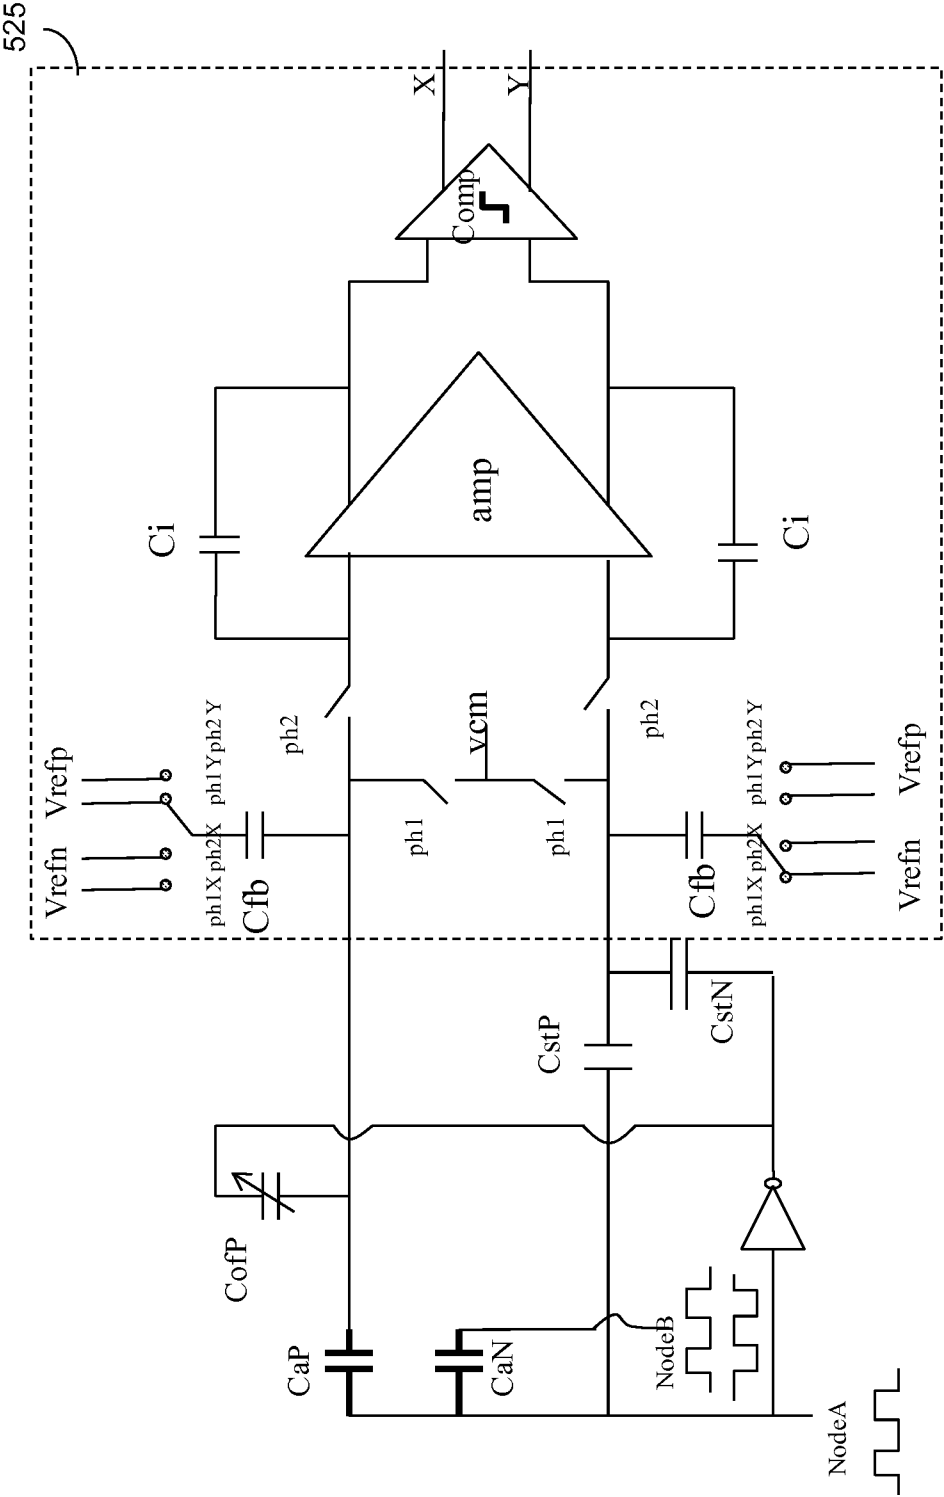 525
X
Y
Comp
amp
Ci
Ci
Vrefp
Vrefn
ph1X ph2X ph1Y ph2Y
Cfb
ph2
vcm
ph1
ph1
ph2
Cfb
ph1X ph2X ph1Y ph2Y
Vrefn
Vrefp
CstP
CstN
CofP
CaP
CaN
NodeB
NodeA